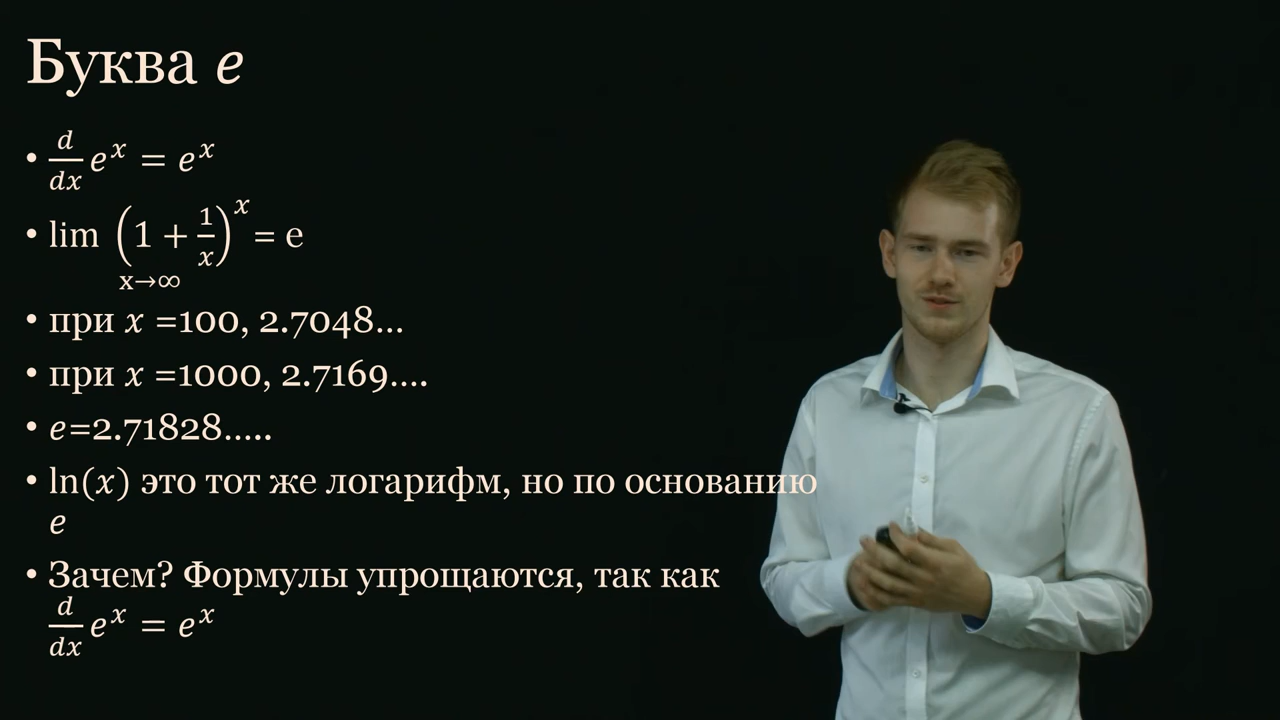 Буква e
• d/dx e^x = e^x
• lim (1 + 1/x)^x = e
x→∞
• при x =100, 2.7048...
• при x =1000, 2.7169....
• e=2.71828.....
• ln(x) это тот же логарифм, но по основанию
e
• Зачем? Формулы упрощаются, так как
d/dx e^x = e^x